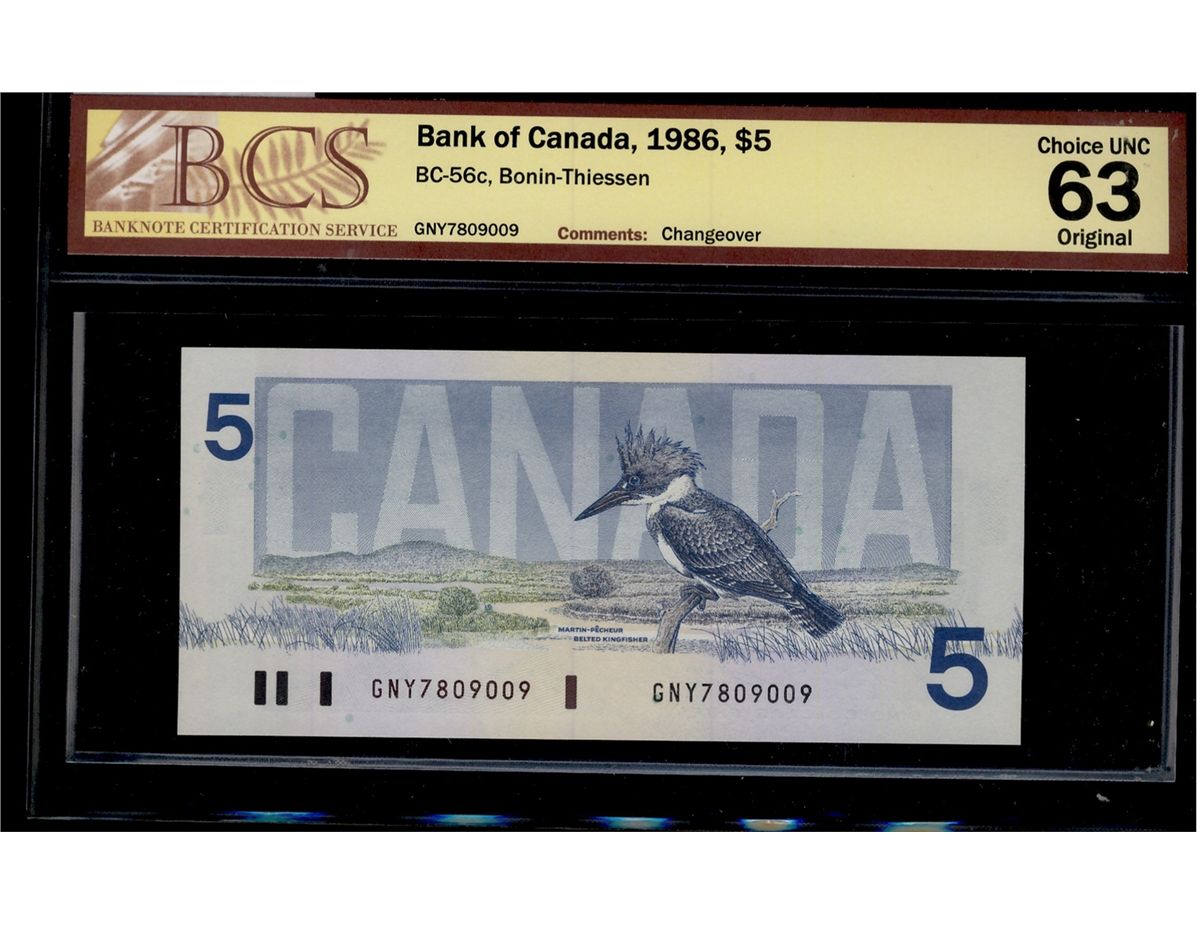 BCS
BANKNOTE CERTIFICATION SERVICE
Bank of Canada, 1986, $5
BC-56c, Bonin-Thiessen
GNY7809009 Comments: Changeover
Choice UNC
63
Original
5
CANADA
MARTIN-PÊCHEUR
BELTED KINGFISHER
5
GNY7809009 GNY7809009